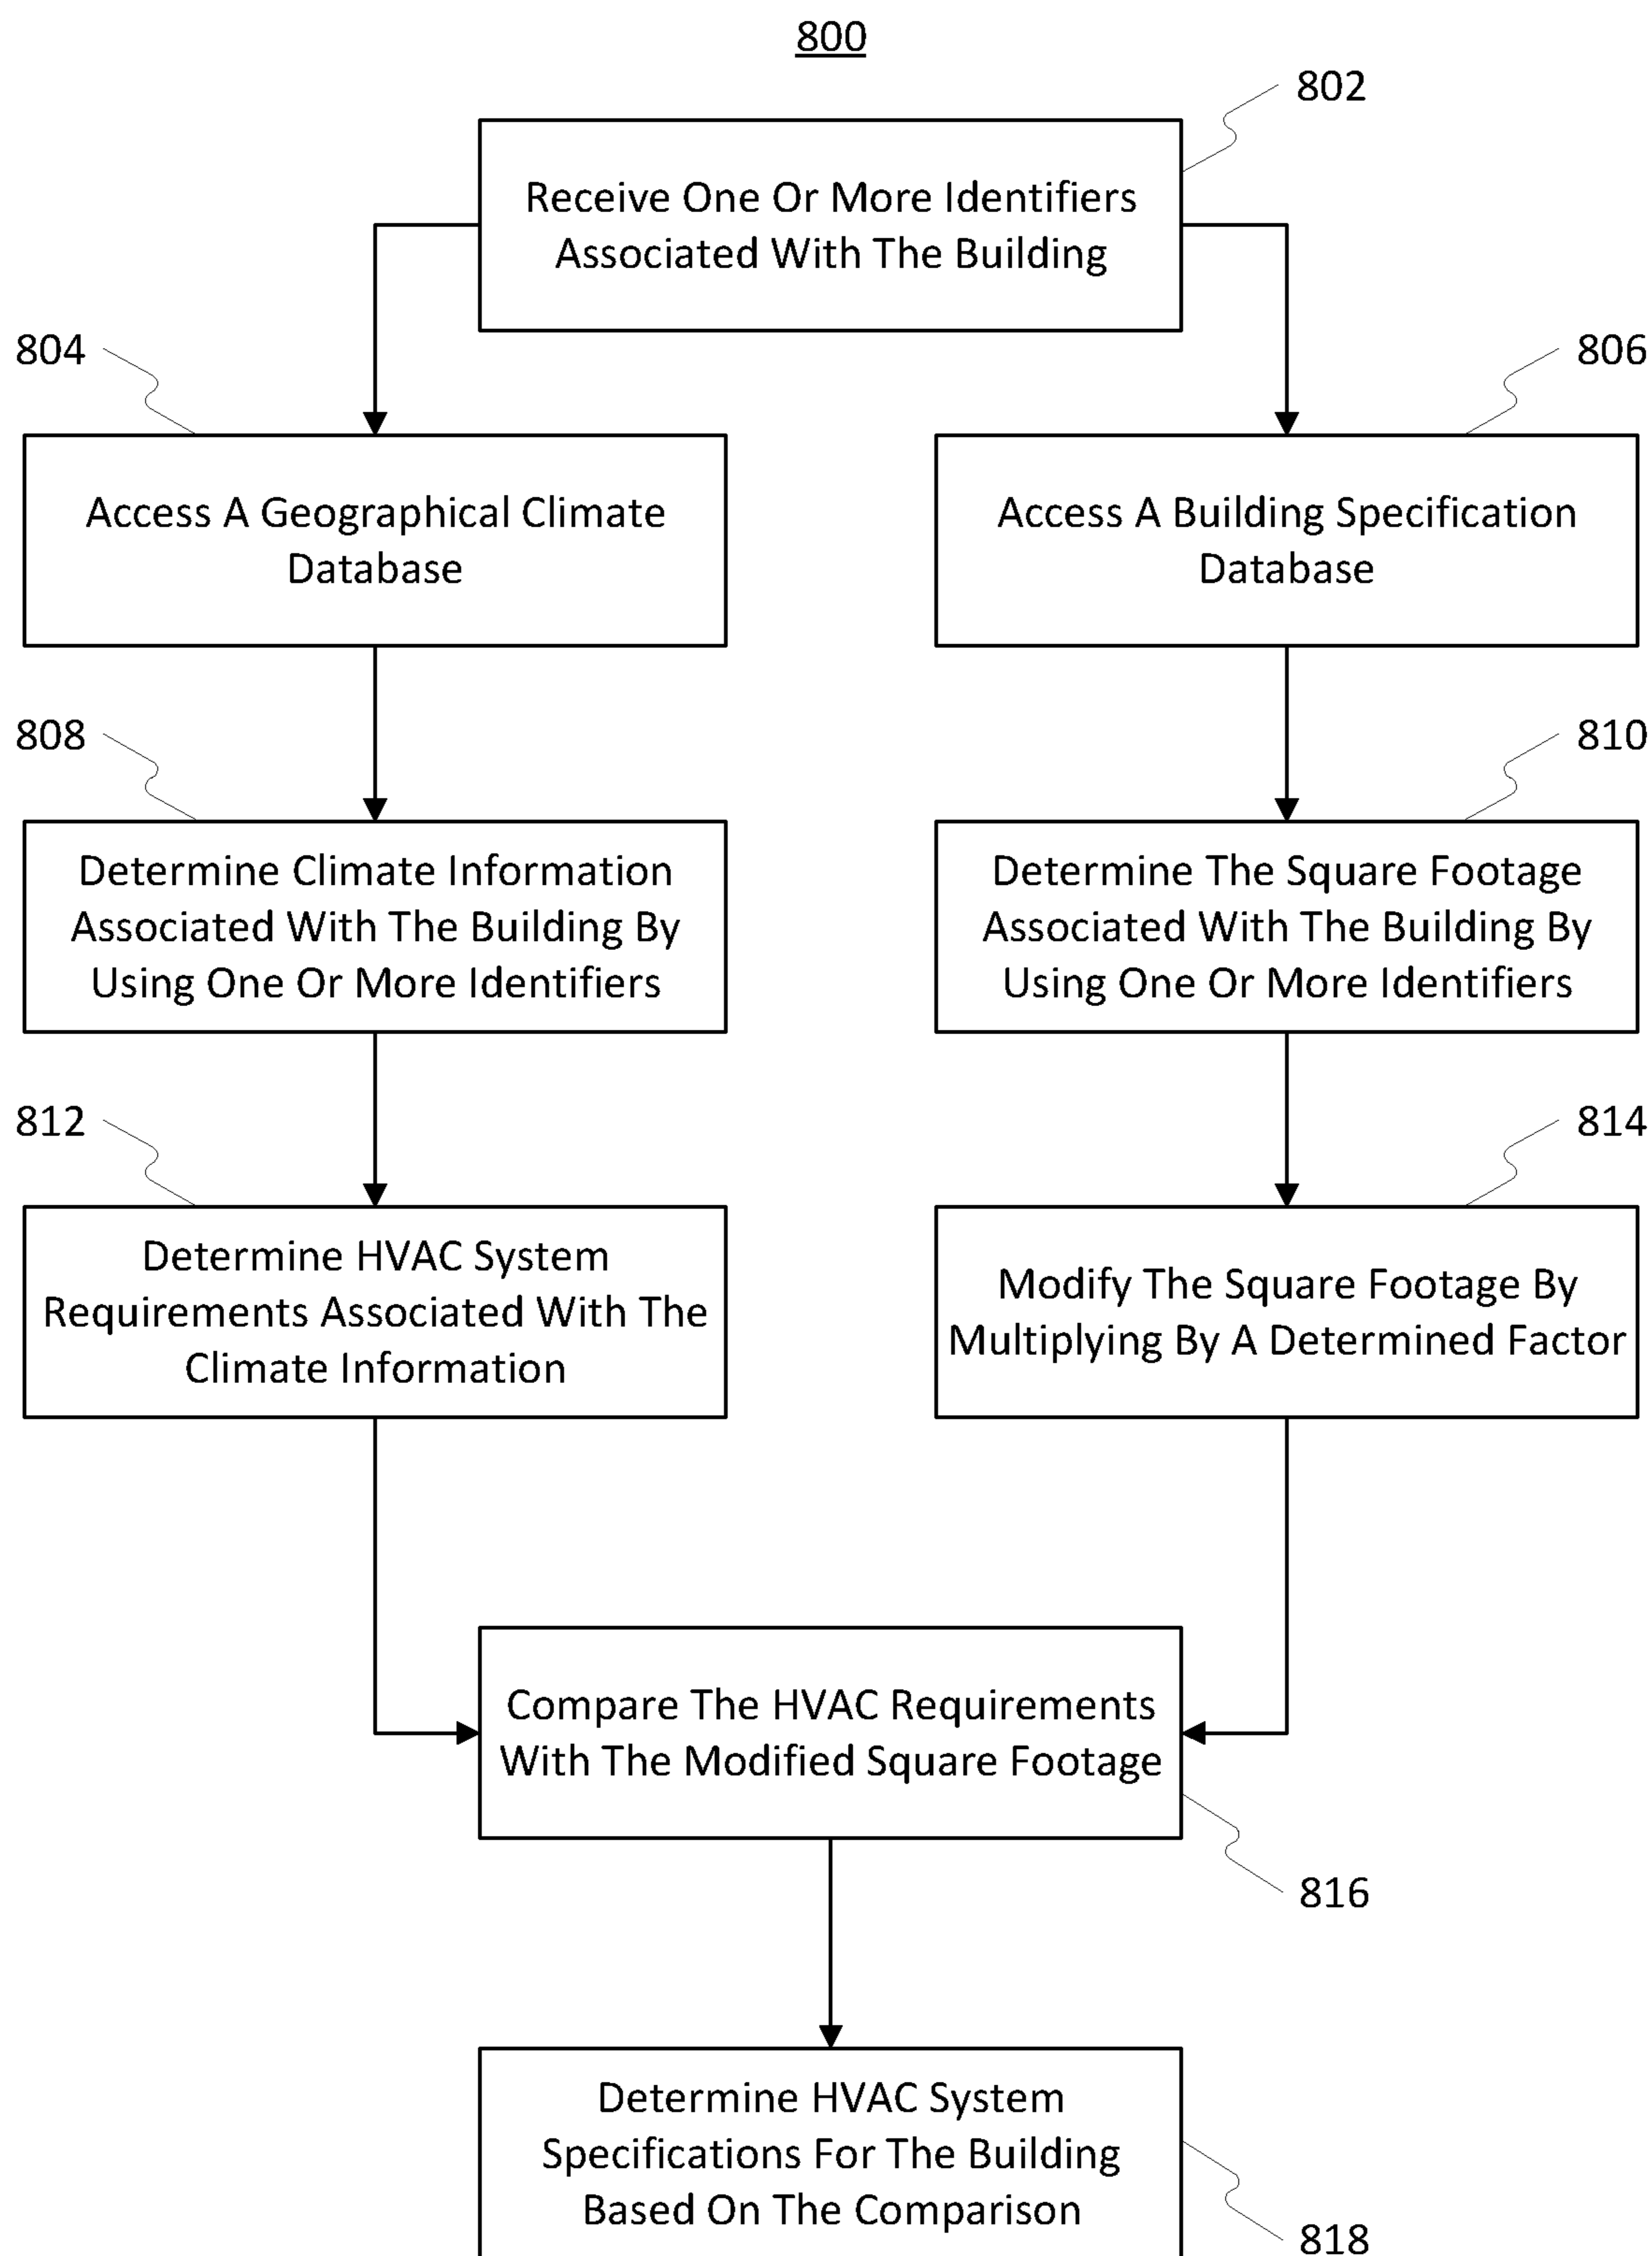 800
802
Receive One Or More Identifiers
Associated With The Building
804
806
Access A Geographical Climate
Database
Access A Building Specification
Database
808
810
Determine Climate Information
Associated With The Building By
Using One Or More Identifiers
Determine The Square Footage
Associated With The Building By
Using One Or More Identifiers
812
814
Determine HVAC System
Requirements Associated With The
Climate Information
Modify The Square Footage By
Multiplying By A Determined Factor
Compare The HVAC Requirements
With The Modified Square Footage
816
Determine HVAC System
Specifications For The Building
Based On The Comparison
818